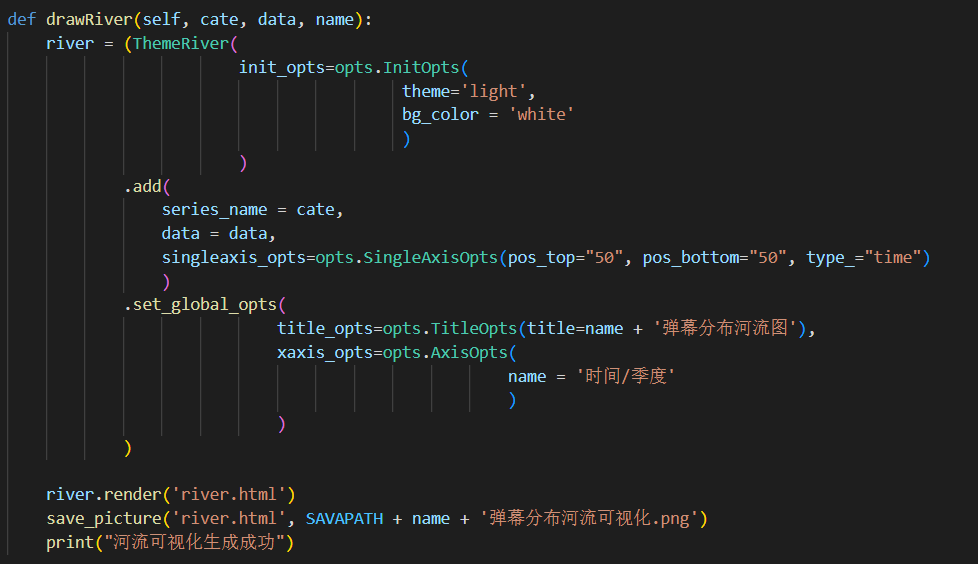 def drawRiver(self, cate, data, name):
river = (ThemeRiver(
init_opts=opts.InitOpts(
theme='light',
bg_color = 'white'
)
)
.add(
series_name = cate,
data = data,
singleaxis_opts=opts.SingleAxisOpts(pos_top="50", pos_bottom="50", type_="time")
)
.set_global_opts(
title_opts=opts.TitleOpts(title=name + '弹幕分布河流图'),
xaxis_opts=opts.AxisOpts(
name = '时间/季度'
)
)
)
river.render('river.html')
save_picture('river.html', SAVAPATH + name + '弹幕分布河流可视化.png')
print("河流可视化生成成功")